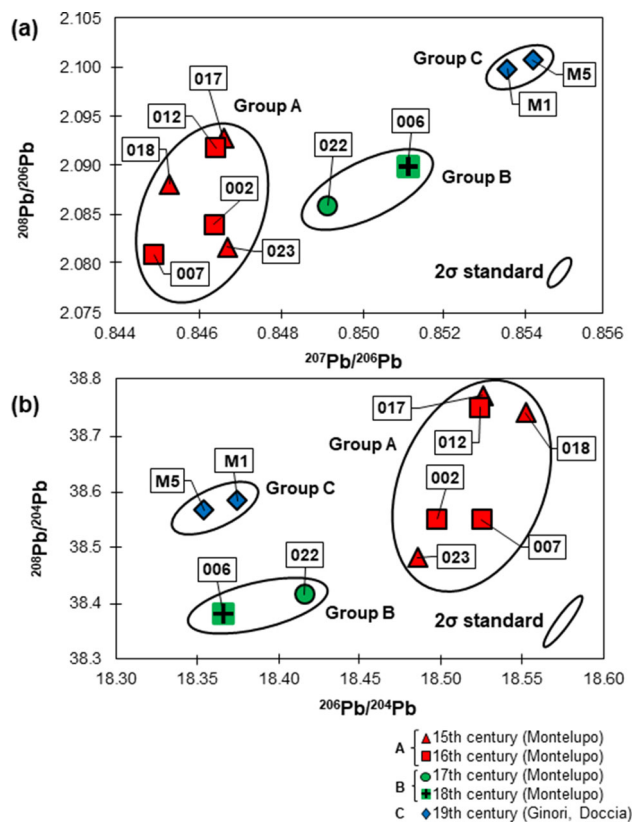 (a)
2.105
2.100
2.095
2.090
2.085
2.080
2.075
²⁰⁸Pb/²⁰⁶Pb
017
Group A
012
018
002
007
023
022
006
Group B
Group C
M5
M1
2σ standard
0.844 0.846 0.848 0.850 0.852 0.854 0.856
²⁰⁷Pb/²⁰⁶Pb
(b)
38.8
38.7
38.6
38.5
38.4
38.3
²⁰⁸Pb/²⁰⁴Pb
017
Group A
012
018
002
007
023
M5
M1
Group C
006
022
Group B
2σ standard
18.30 18.35 18.40 18.45 18.50 18.55 18.60
²⁰⁶Pb/²⁰⁴Pb
A
15th century (Montelupo)
16th century (Montelupo)
B
17th century (Montelupo)
18th century (Montelupo)
C 19th century (Ginori, Doccia)